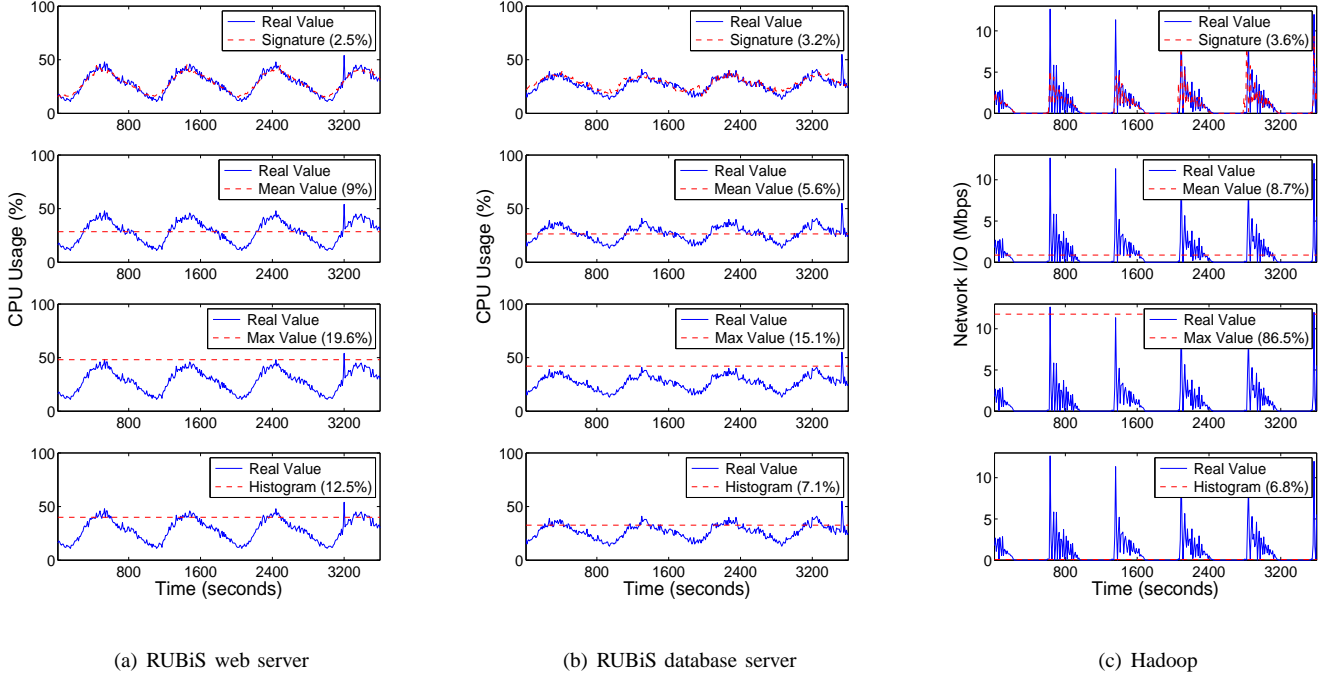 100
50
0
800 1600 2400 3200
Real Value
Signature (2.5%)
100
50
0
800 1600 2400 3200
Real Value
Mean Value (9%)
100
50
0
800 1600 2400 3200
Real Value
Max Value (19.6%)
100
50
0
800 1600 2400 3200
Real Value
Histogram (12.5%)
CPU Usage (%)
Time (seconds)
(a) RUBiS web server
100
50
0
800 1600 2400 3200
Real Value
Signature (3.2%)
100
50
0
800 1600 2400 3200
Real Value
Mean Value (5.6%)
100
50
0
800 1600 2400 3200
Real Value
Max Value (15.1%)
100
50
0
800 1600 2400 3200
Real Value
Histogram (7.1%)
CPU Usage (%)
Time (seconds)
(b) RUBiS database server
10
5
0
800 1600 2400 3200
Real Value
Signature (3.6%)
10
5
0
800 1600 2400 3200
Real Value
Mean Value (8.7%)
10
5
0
800 1600 2400 3200
Real Value
Max Value (86.5%)
10
5
0
800 1600 2400 3200
Real Value
Histogram (6.8%)
Network I/O (Mbps)
Time (seconds)
(c) Hadoop